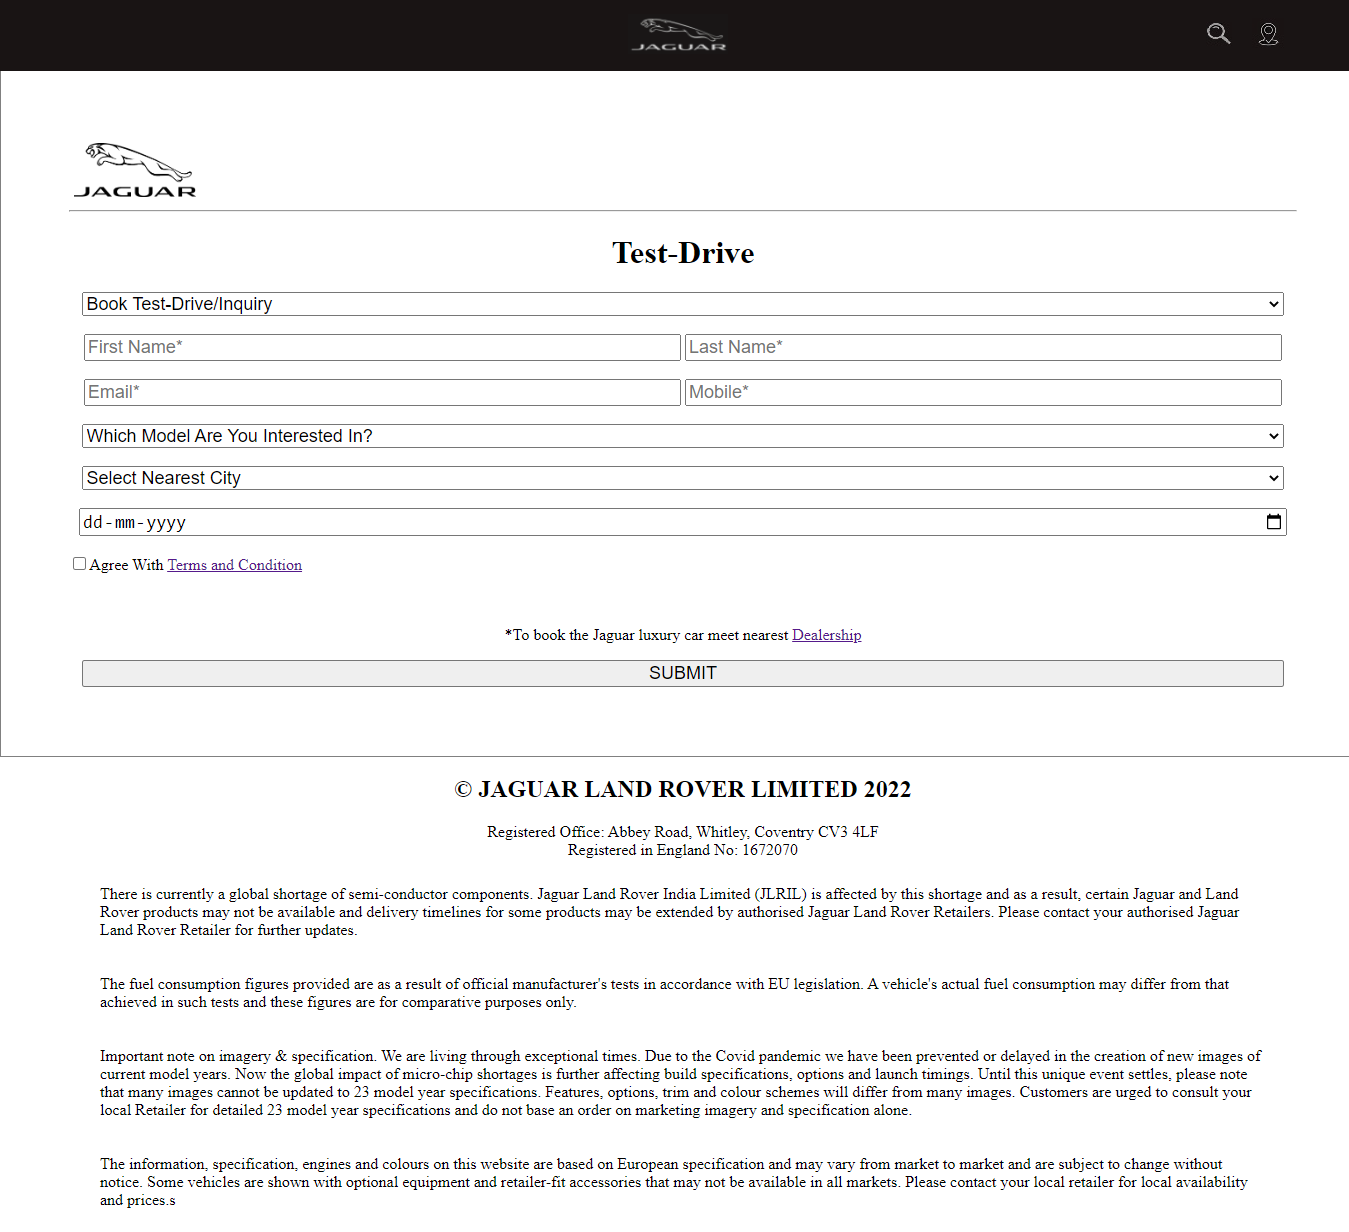 JAGUAR
JAGUAR
Test-Drive
Book Test-Drive/Inquiry
First Name* Last Name*
Email* Mobile*
Which Model Are You Interested In?
Select Nearest City
dd-mm-yyyy
Agree With Terms and Condition
*To book the Jaguar luxury car meet nearest Dealership
SUBMIT
© JAGUAR LAND ROVER LIMITED 2022
Registered Office: Abbey Road, Whitley, Coventry CV3 4LF
Registered in England No: 1672070
There is currently a global shortage of semi-conductor components. Jaguar Land Rover India Limited (JLRIL) is affected by this shortage and as a result, certain Jaguar and Land
Rover products may not be available and delivery timelines for some products may be extended by authorised Jaguar Land Rover Retailers. Please contact your authorised Jaguar
Land Rover Retailer for further updates.
The fuel consumption figures provided are as a result of official manufacturer's tests in accordance with EU legislation. A vehicle's actual fuel consumption may differ from that
achieved in such tests and these figures are for comparative purposes only.
Important note on imagery & specification. We are living through exceptional times. Due to the Covid pandemic we have been prevented or delayed in the creation of new images of
current model years. Now the global impact of micro-chip shortages is further affecting build specifications, options and launch timings. Until this unique event settles, please note
that many images cannot be updated to 23 model year specifications. Features, options, trim and colour schemes will differ from many images. Customers are urged to consult your
local Retailer for detailed 23 model year specifications and do not base an order on marketing imagery and specification alone.
The information, specification, engines and colours on this website are based on European specification and may vary from market to market and are subject to change without
notice. Some vehicles are shown with optional equipment and retailer-fit accessories that may not be available in all markets. Please contact your local retailer for local availability
and prices.s